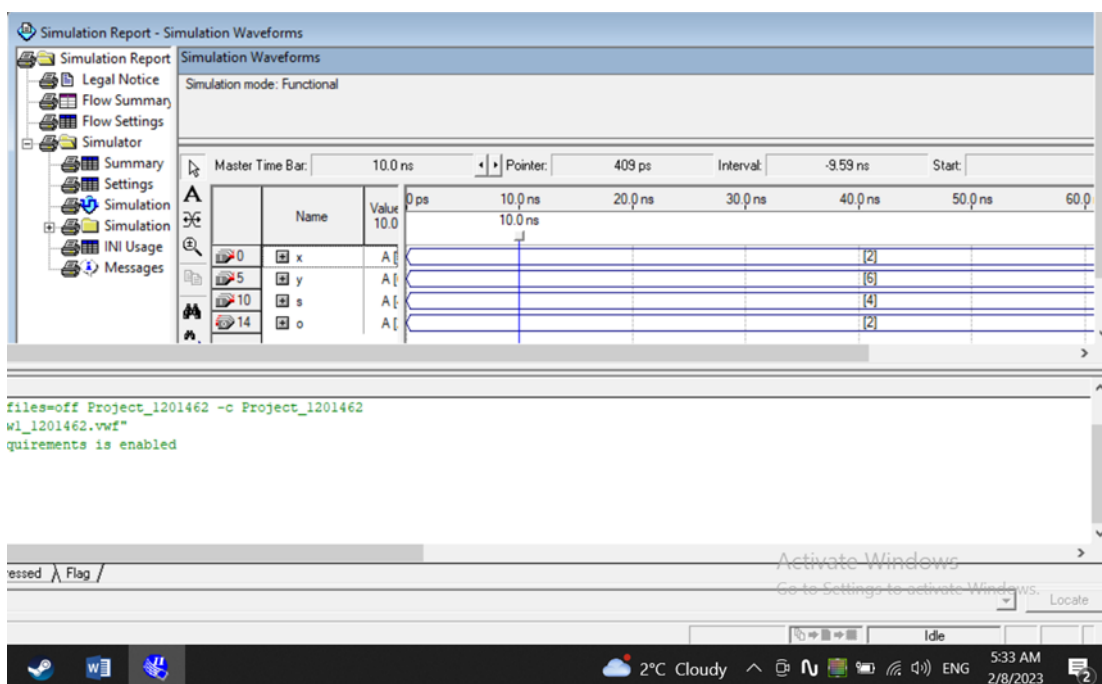 Simulation Report - Simulation Waveforms
Simulation Report
Legal Notice
Flow Summary
Flow Settings
Simulator
Summary
Settings
Simulation
Simulation
INI Usage
Messages
Simulation Waveforms
Simulation mode: Functional
Master Time Bar: 10.0 ns Pointer: 409 ps Interval: -9.59 ns Start:
Name Value 10.0
0 ps 10.0 ns 20.0 ns 30.0 ns 40.0 ns 50.0 ns 60.0
10.0 ns
0 x A [ [2]
5 y A [ [6]
10 s A [ [4]
14 o A [ [2]
files=off Project_1201462 -c Project_1201462
w1_1201462.vwf"
quirements is enabled
Activate Windows
Go to Settings to activate Windows.
essed Flag
Locate
Idle
2°C Cloudy ENG 5:33 AM
2/8/2023
2